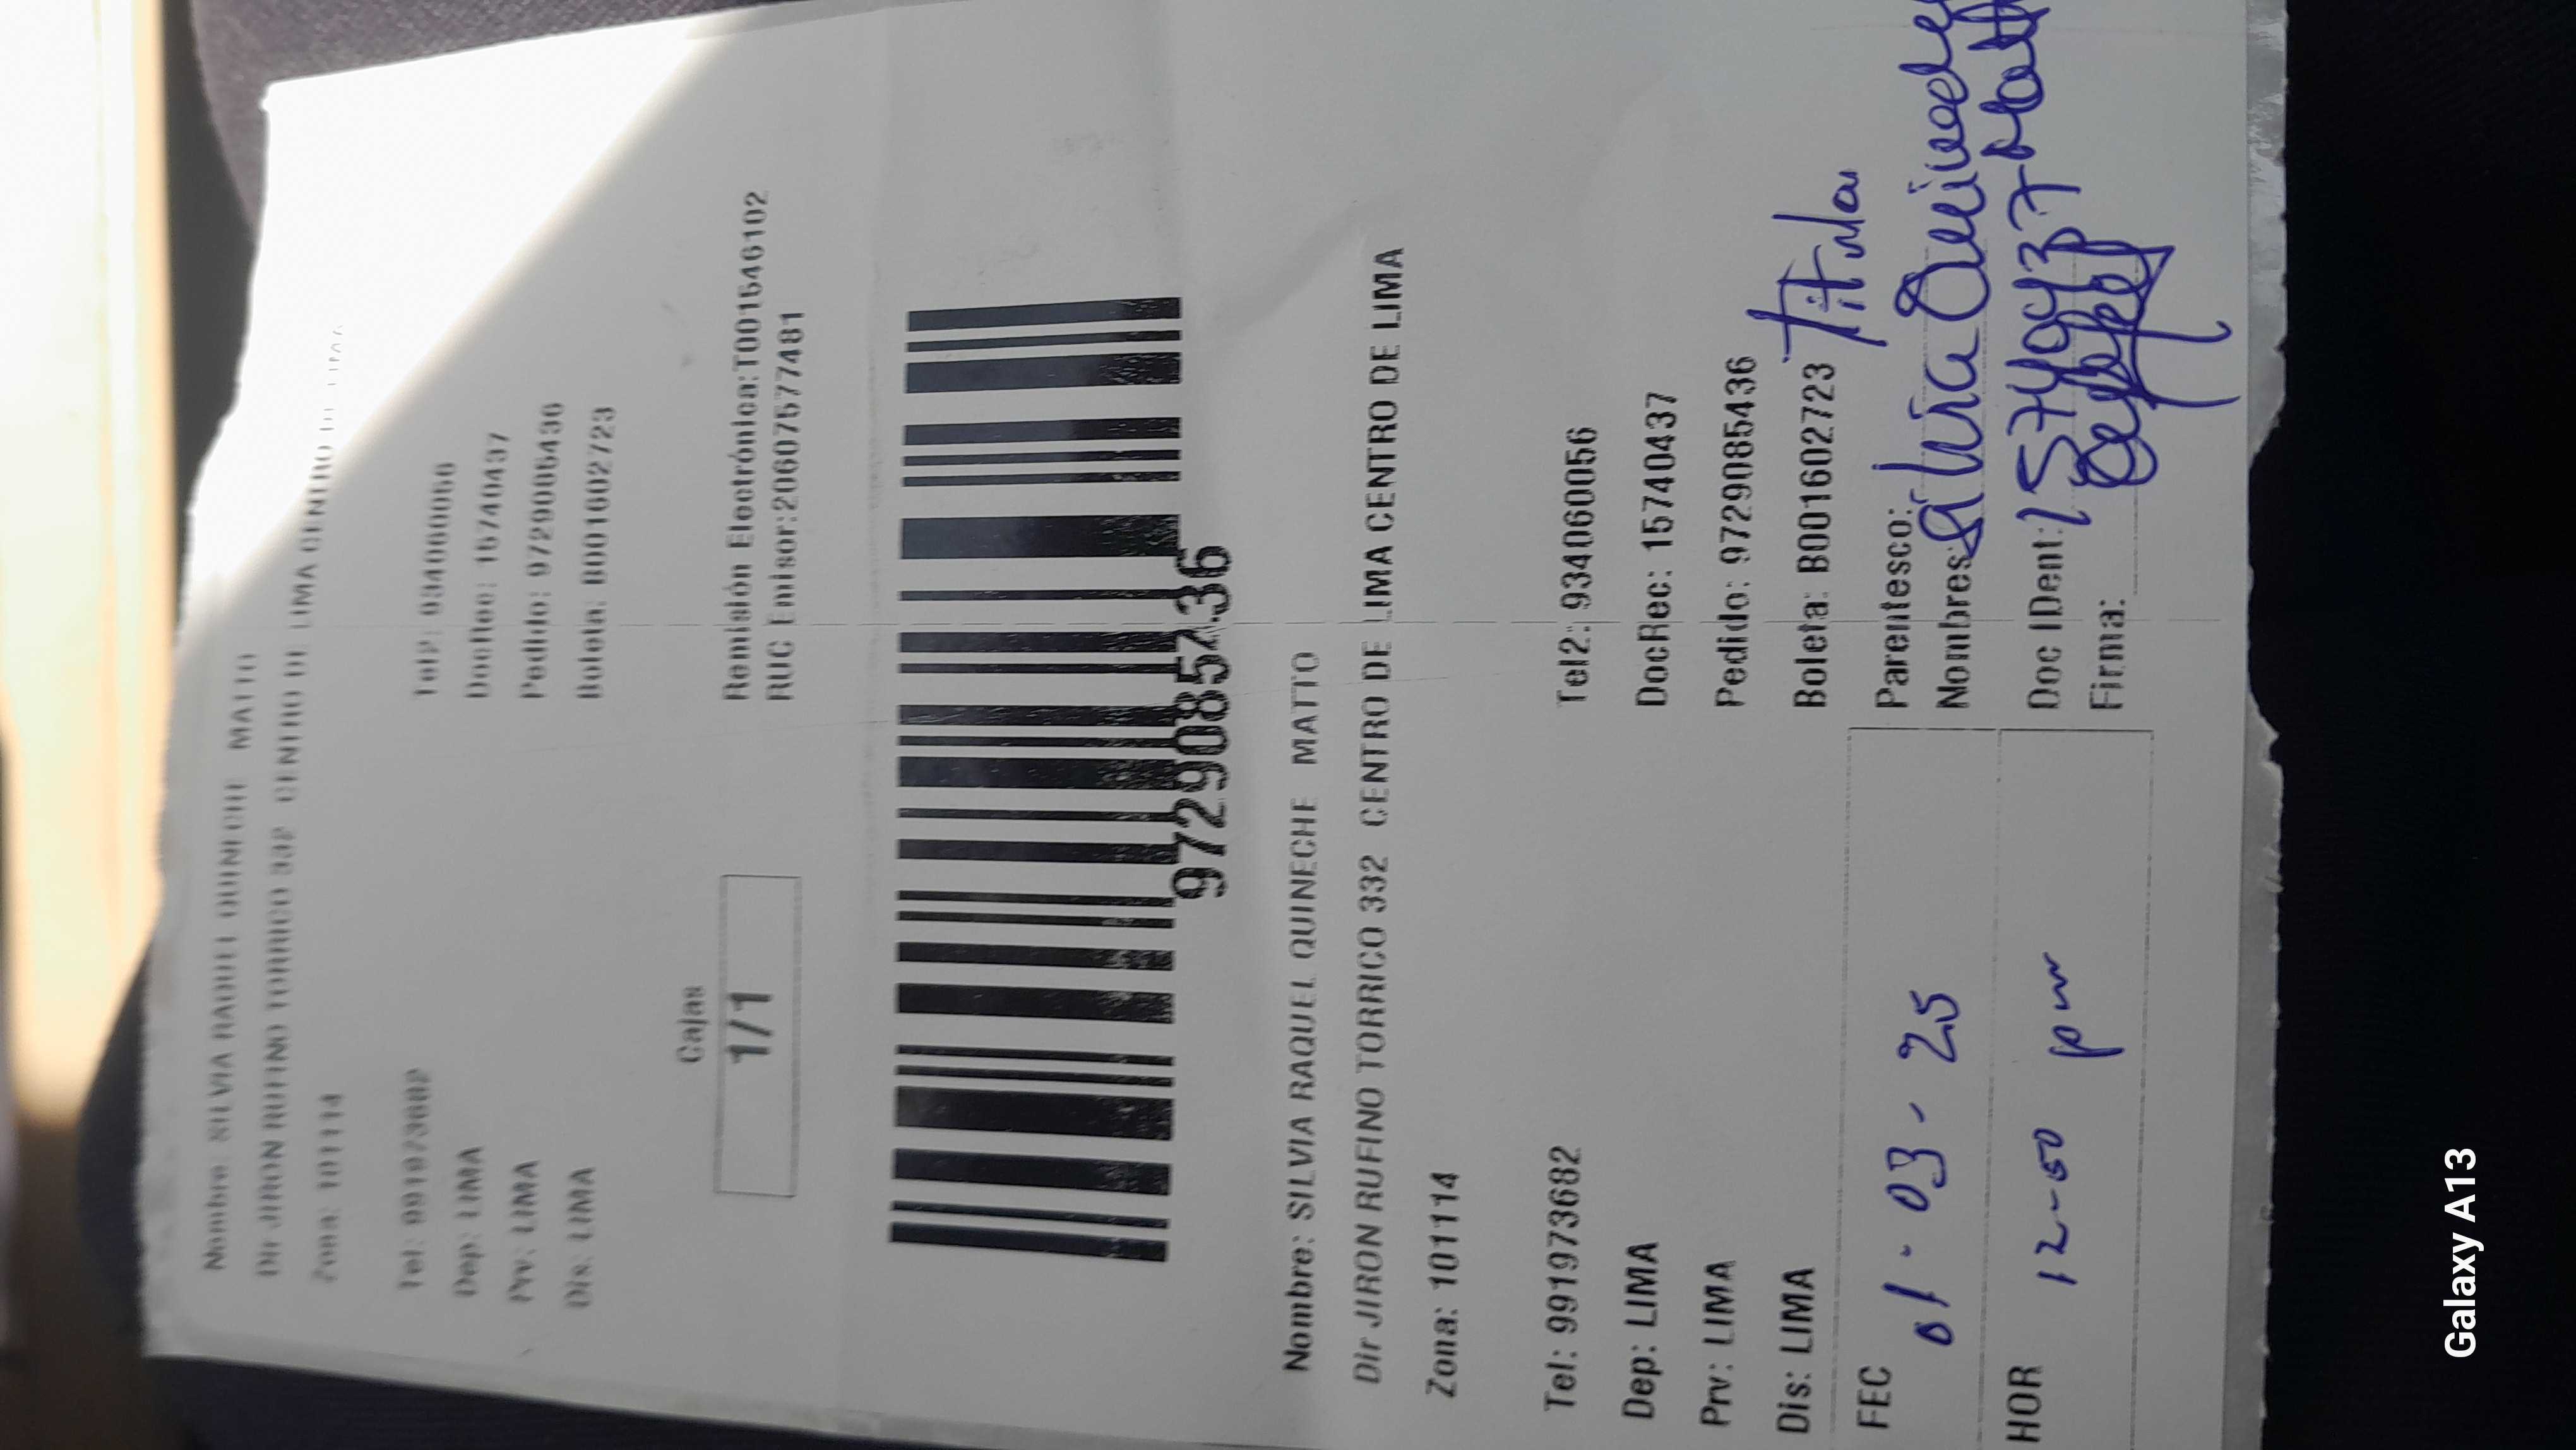 Nombre: SILVIA RAQUEL QUINECHE MATTO
Dir JIRON RUFINO TORRICO 332 CENTRO DE LIMA CENTRO DE LIMA
Zona: 101114
Tel: 991973682 Tel2: 934060056
Dep: LIMA DocRec: 15740437
Prv: LIMA Pedido: 9729085436
Dis: LIMA Boleta: B001602723
Cajas
1/1
Remisión Electrónica:T001546102
RUC Emisor:20607577481
9729085436
Nombre: SILVIA RAQUEL QUINECHE MATTO
Dir JIRON RUFINO TORRICO 332 CENTRO DE LIMA CENTRO DE LIMA
Zona: 101114
Tel: 991973682 Tel2: 934060056
Dep: LIMA DocRec: 15740437
Prv: LIMA Pedido: 9729085436
Dis: LIMA Boleta: B001602723
FEC 01-03-25 Parentesco: Titular
Nombres: Silvia
HOR 12-50 pm Doc IDent: 15740437 Matto
Firma:
Galaxy A13